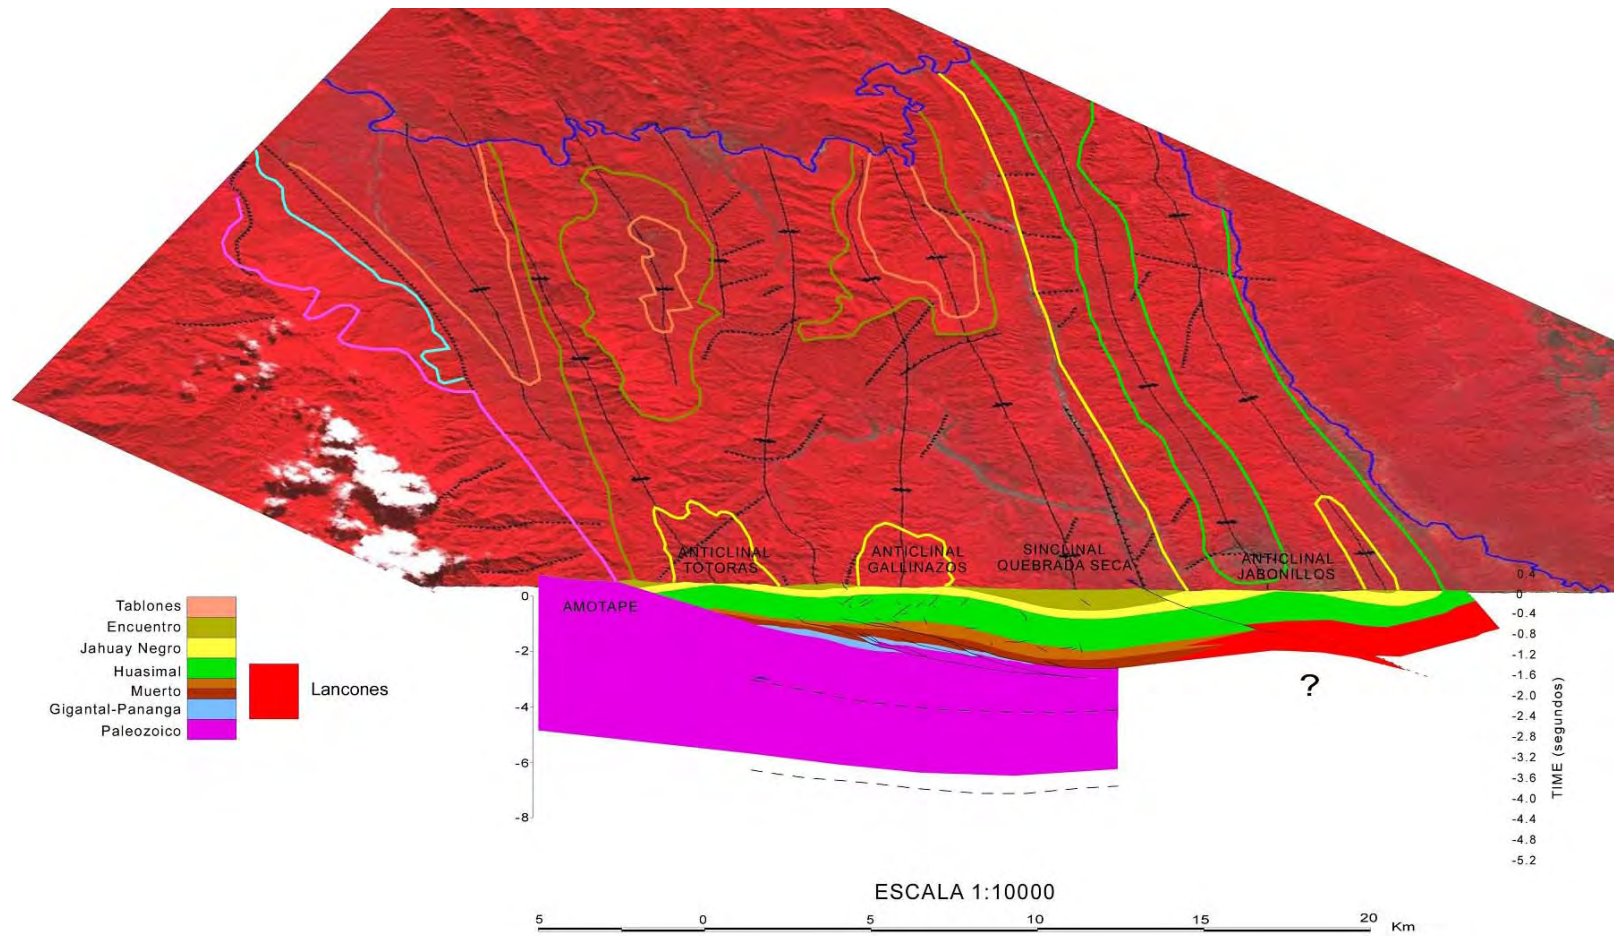 ANTICLINAL
TOTORAS
ANTICLINAL
GALLINAZOS
SINCLINAL
QUEBRADA SECA
ANTICLINAL
JABONILLOS
AMOTAPE
Tablones
Encuentro
Jahuay Negro
Huasimal
Muerto
Gigantal-Pananga
Paleozoico
Lancones
0
-2
-4
-6
-8
?
0.4
0
-0.4
-0.8
-1.2
-1.6
-2.0
-2.4
-2.8
-3.2
-3.6
-4.0
-4.4
-4.8
-5.2
TIME (segundos)
ESCALA 1:10000
5 0 5 10 15 20 Km